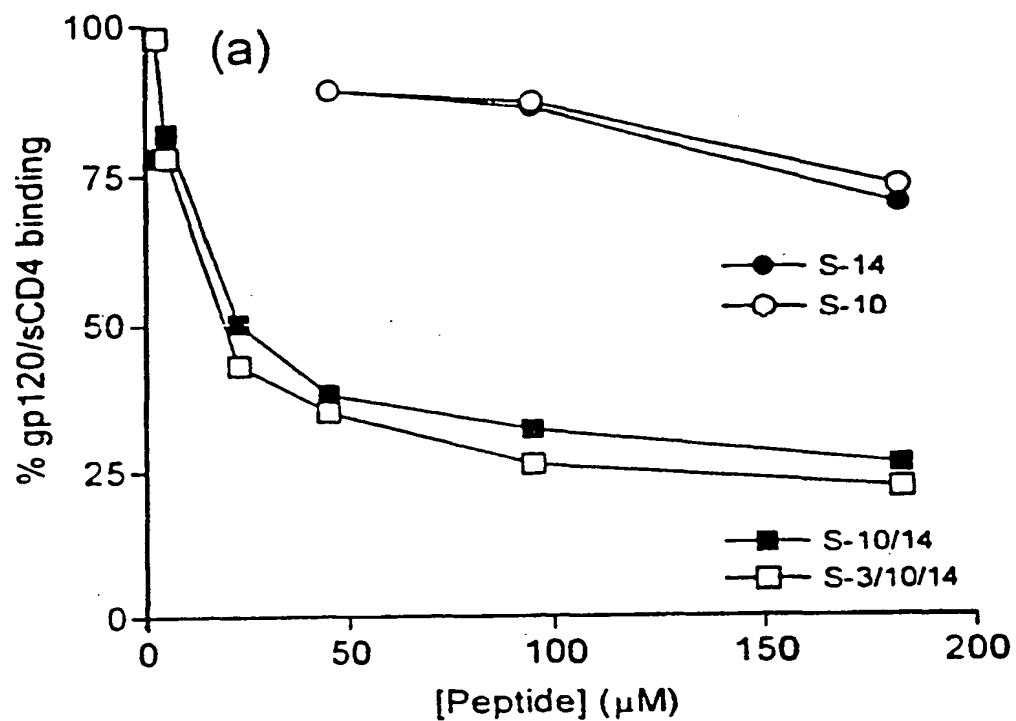 (a)
% gp120/sCD4 binding
100
75
50
25
0
S-14
S-10
S-10/14
S-3/10/14
0 50 100 150 200
[Peptide] (μM)